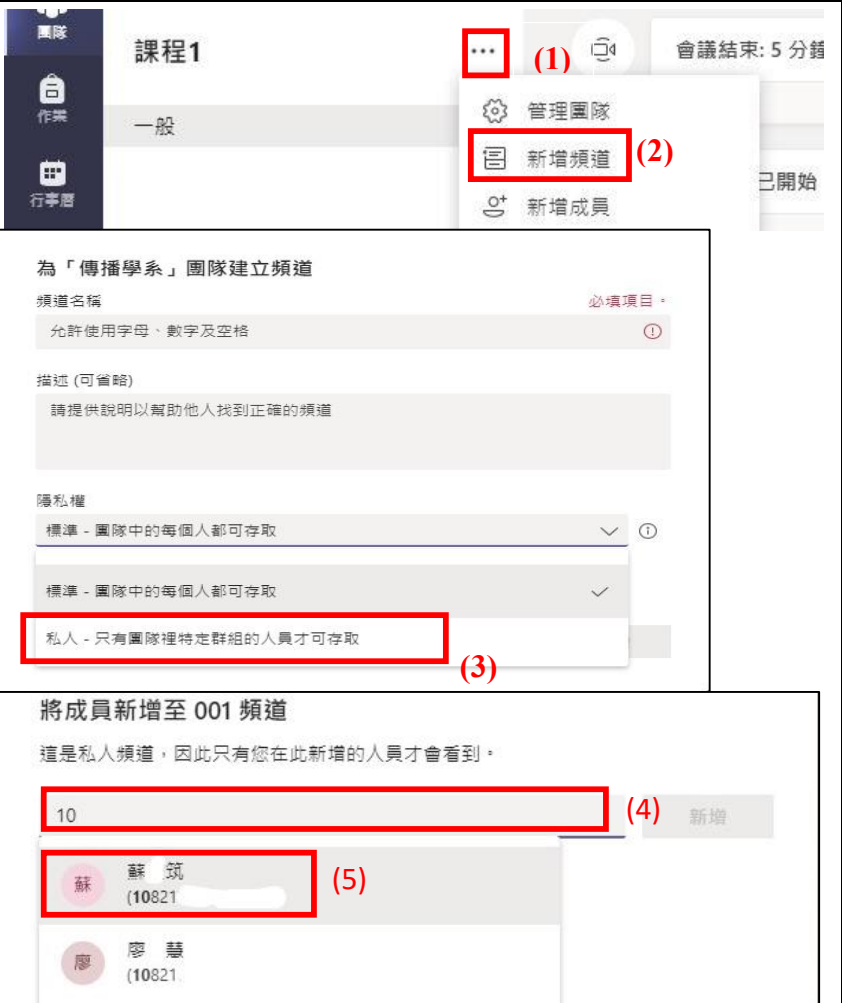 團隊
課程1
...
(1)
會議結束: 5 分鐘
作業
管理團隊
一般
新增頻道
(2)
已開始
行事曆
新增成員
為「傳播學系」團隊建立頻道
頻道名稱
必填項目。
允許使用字母、數字及空格
描述 (可省略)
請提供說明以幫助他人找到正確的頻道
隱私權
標準 - 團隊中的每個人都可存取
標準 - 團隊中的每個人都可存取
私人 - 只有團隊裡特定群組的人員才可存取
(3)
將成員新增至 001 頻道
這是私人頻道，因此只有您在此新增的人員才會看到。
10
(4)
新增
蘇
蘇 筑
(10821
(5)
廖
廖 慧
(10821